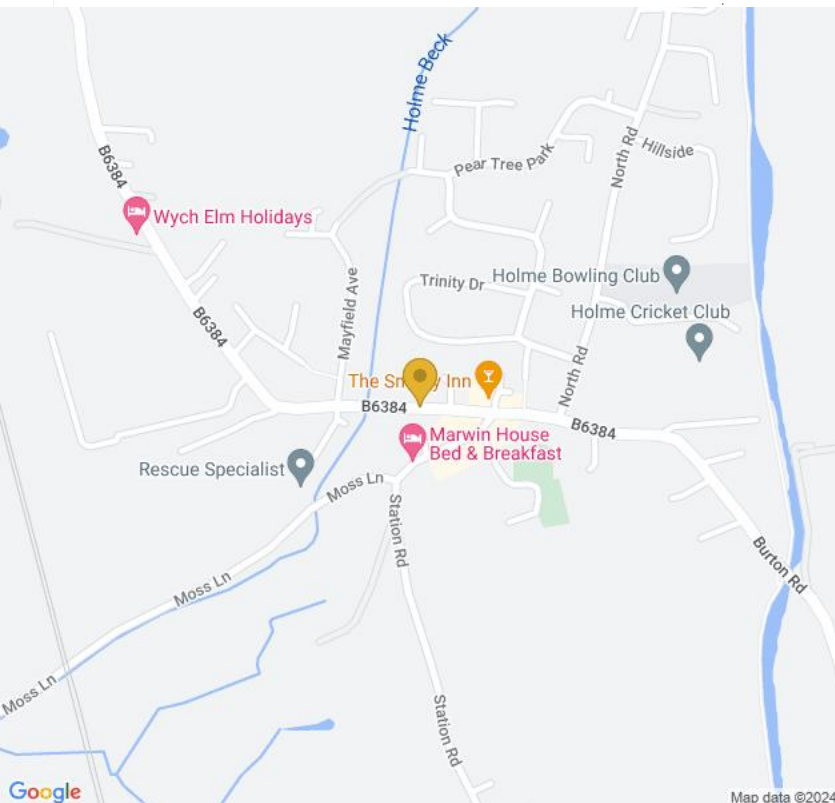 Holme Beck
B6384
Pear Tree Park
Hillside
North Rd
Wych Elm Holidays
Mayfield Ave
Trinity Dr
Holme Bowling Club
B6384
Holme Cricket Club
North Rd
The Sm
y Inn
B6384
B6384
Marwin House
Bed & Breakfast
Rescue Specialist
Moss Ln
Station Rd
Burton Rd
Moss Ln
Moss Ln
Station Rd
Google
Map data ©2024